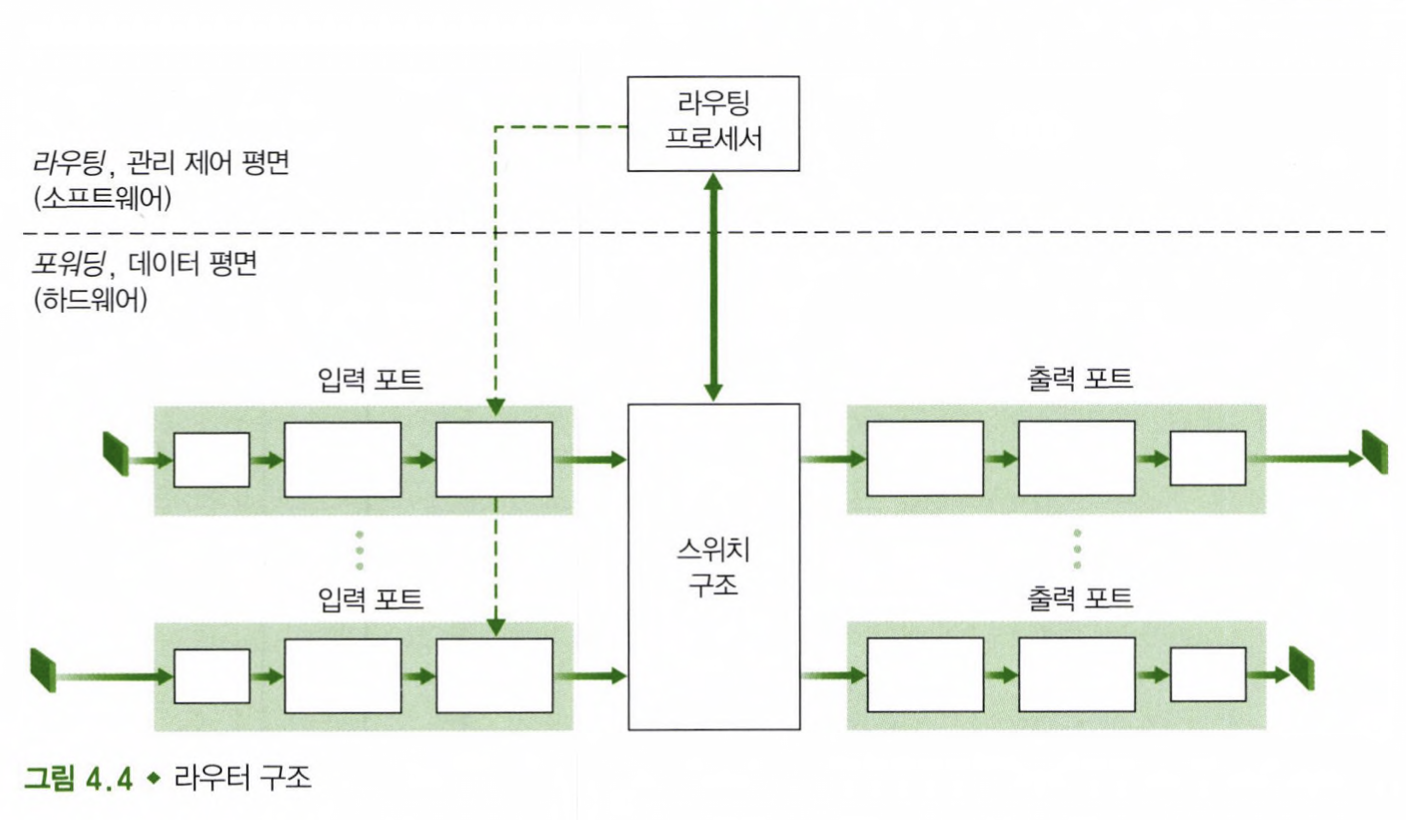 라우팅
프로세서
라우팅, 관리 제어 평면
(소프트웨어)
포워딩, 데이터 평면
(하드웨어)
입력 포트
출력 포트
스위치
구조
입력 포트
출력 포트
그림 4.4 ◆ 라우터 구조